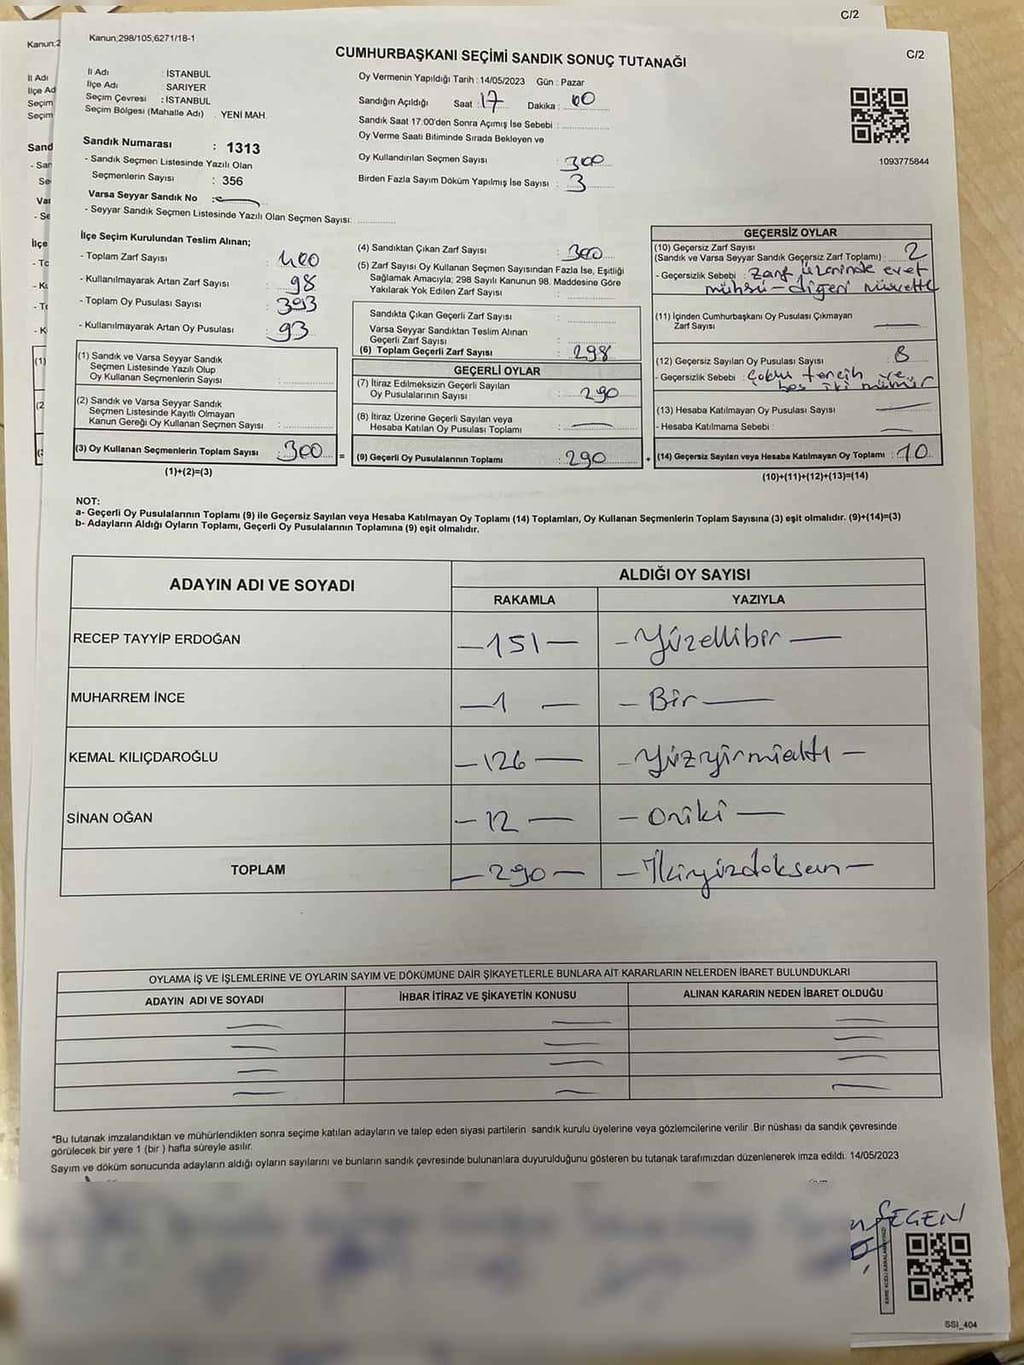 C/2
Kanun;298/105;6271/18-1
C/2
CUMHURBAŞKANI SEÇİMİ SANDIK SONUÇ TUTANAĞI
İl Adı : İSTANBUL
İlçe Adı : SARIYER
Seçim Çevresi : İSTANBUL
Seçim Bölgesi (Mahalle Adı) YENİ MAH.
Sandık Numarası : 1313
- Sandık Seçmen Listesinde Yazılı Olan
Seçmenlerin Sayısı : 356
Varsa Seyyar Sandık No :
- Seyyar Sandık Seçmen Listesinde Yazılı Olan Seçmen Sayısı:
Oy Vermenin Yapıldığı Tarih : 14/05/2023 Gün : Pazar
Sandığın Açıldığı Saat : 17 Dakika : 00
Sandık Saat 17:00'den Sonra Açımış İse Sebebi :
Oy Verme Saati Bitiminde Sırada Bekleyen ve
Oy Kullandırılan Seçmen Sayısı : 300
Birden Fazla Sayım Döküm Yapılmış İse Sayısı : 3
1093775844
İlçe Seçim Kurulundan Teslim Alınan;
- Toplam Zarf Sayısı : 400
- Kullanılmayarak Artan Zarf Sayısı : 98
- Toplam Oy Pusulası Sayısı : 393
- Kullanılmayarak Artan Oy Pusulası : 93
(1) Sandık ve Varsa Seyyar Sandık
Seçmen Listesinde Yazılı Olup
Oy Kullanan Seçmenlerin Sayısı :
(2) Sandık ve Varsa Seyyar Sandık
Seçmen Listesinde Kayıtlı Olmayan
Kanun Gereği Oy Kullanan Seçmen Sayısı :
(3) Oy Kullanan Seçmenlerin Toplam Sayısı : 300 =
(1)+(2)=(3)
(4) Sandıktan Çıkan Zarf Sayısı : 300
(5) Zarf Sayısı Oy Kullanan Seçmen Sayısından Fazla İse, Eşitliği
Sağlamak Amacıyla; 298 Sayılı Kanunun 98. Maddesine Göre
Yakılarak Yok Edilen Zarf Sayısı :
Sandıkta Çıkan Geçerli Zarf Sayısı :
Varsa Seyyar Sandıktan Teslim Alınan
Geçerli Zarf Sayısı :
(6) Toplam Geçerli Zarf Sayısı : 298
GEÇERLİ OYLAR
(7) İtiraz Edilmeksizin Geçerli Sayılan
Oy Pusulalarının Sayısı : 290
(8) İtiraz Üzerine Geçerli Sayılan veya
Hesaba Katılan Oy Pusulası Toplamı :
(9) Geçerli Oy Pusulalarının Toplamı : 290 +
GEÇERSİZ OYLAR
(10) Geçersiz Zarf Sayısı
(Sandık ve Varsa Seyyar Sandık Geçersiz Zarf Toplamı) : 2
- Geçersizlik Sebebi : Zarf üzerinde evet
mührü – diğeri
(11) İçinden Cumhurbaşkanı Oy Pusulası Çıkmayan
Zarf Sayısı :
(12) Geçersiz Sayılan Oy Pusulası Sayısı : 8
- Geçersizlik Sebebi : Çoklu tercih ve
boş iki mühür
(13) Hesaba Katılmayan Oy Pusulası Sayısı :
- Hesaba Katılmama Sebebi :
(14) Geçersiz Sayılan veya Hesaba Katılmayan Oy Toplamı : 10
(10)+(11)+(12)+(13)=(14)
NOT:
a- Geçerli Oy Pusulalarının Toplamı (9) ile Geçersiz Sayılan veya Hesaba Katılmayan Oy Toplamı (14) Toplamları, Oy Kullanan Seçmenlerin Toplam Sayısına (3) eşit olmalıdır. (9)+(14)=(3)
b- Adayların Aldığı Oyların Toplamı, Geçerli Oy Pusulalarının Toplamına (9) eşit olmalıdır.
ADAYIN ADI VE SOYADI ALDIĞI OY SAYISI
RAKAMLA YAZIYLA
RECEP TAYYİP ERDOĞAN –151– –Yüzellibir–
MUHARREM İNCE –1– –Bir–
KEMAL KILIÇDAROĞLU –126– –Yüzyirmialtı–
SİNAN OĞAN –12– –Oniki–
TOPLAM –290– –İkiyüzdoksan–
OYLAMA İŞ VE İŞLEMLERİNE VE OYLARIN SAYIM VE DÖKÜMÜNE DAİR ŞİKAYETLERLE BUNLARA AİT KARARLARIN NELERDEN İBARET BULUNDUKLARI
ADAYIN ADI VE SOYADI İHBAR İTİRAZ VE ŞİKAYETİN KONUSU ALINAN KARARIN NEDEN İBARET OLDUĞU
*Bu tutanak imzalandıktan ve mühürlendikten sonra seçime katılan adayların ve talep eden siyasi partilerin sandık kurulu üyelerine veya gözlemcilerine verilir. Bir nüshası da sandık çevresinde
görülecek bir yere 1 (bir ) hafta süreyle asılır.
Sayım ve döküm sonucunda adayların aldığı oyların sayılarını ve bunların sandık çevresinde bulunanlara duyurulduğunu gösteren bu tutanak tarafımızdan düzenlenerek imza edildi. 14/05/2023
SSI_404